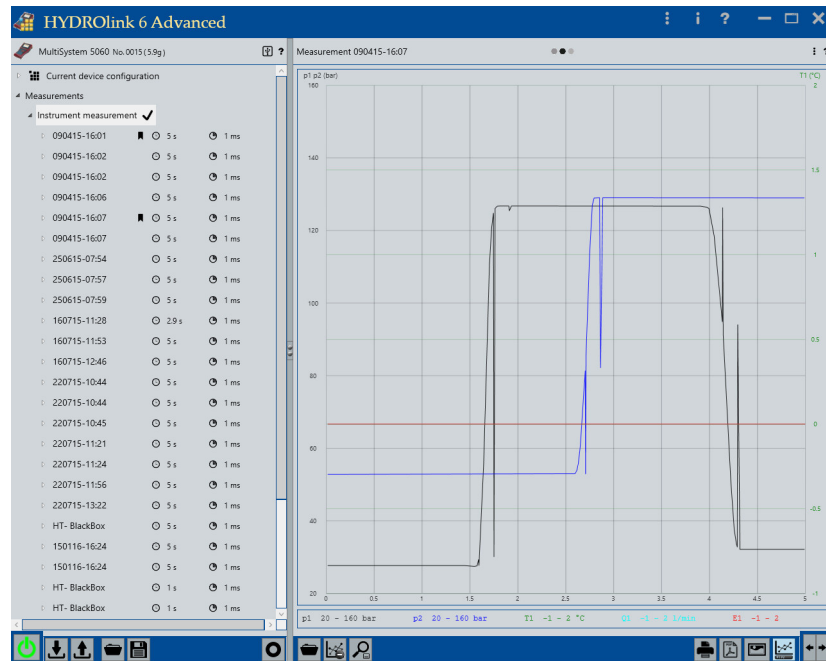 HYDROlink 6 Advanced
MultiSystem 5060 No. 0015 (5.9g)
Current device configuration
Measurements
Instrument measurement
090415-16:01 5 s 1 ms
090415-16:02 5 s 1 ms
090415-16:02 5 s 1 ms
090415-16:06 5 s 1 ms
090415-16:07 5 s 1 ms
090415-16:07 5 s 1 ms
250615-07:54 5 s 1 ms
250615-07:57 5 s 1 ms
250615-07:59 5 s 1 ms
160715-11:28 2.9 s 1 ms
160715-11:53 5 s 1 ms
160715-12:46 5 s 1 ms
220715-10:44 5 s 1 ms
220715-10:44 5 s 1 ms
220715-10:45 5 s 1 ms
220715-11:21 5 s 1 ms
220715-11:24 5 s 1 ms
220715-11:56 5 s 1 ms
220715-13:22 5 s 1 ms
HT- BlackBox 5 s 1 ms
150116-16:24 5 s 1 ms
150116-16:24 5 s 1 ms
HT- BlackBox 1 s 1 ms
HT- BlackBox 1 s 1 ms
Measurement 090415-16:07
p1 p2 (bar) T1 (°C)
160 2
140
1.5
120
1
100
0.5
80
0
60
-0.5
40
20 -1
0 0.5 1 1.5 2 2.5 3 3.5 4 4.5 5
p1 20 - 160 bar p2 20 - 160 bar T1 -1 - 2 °C Q1 -1 - 2 l/min E1 -1 - 2